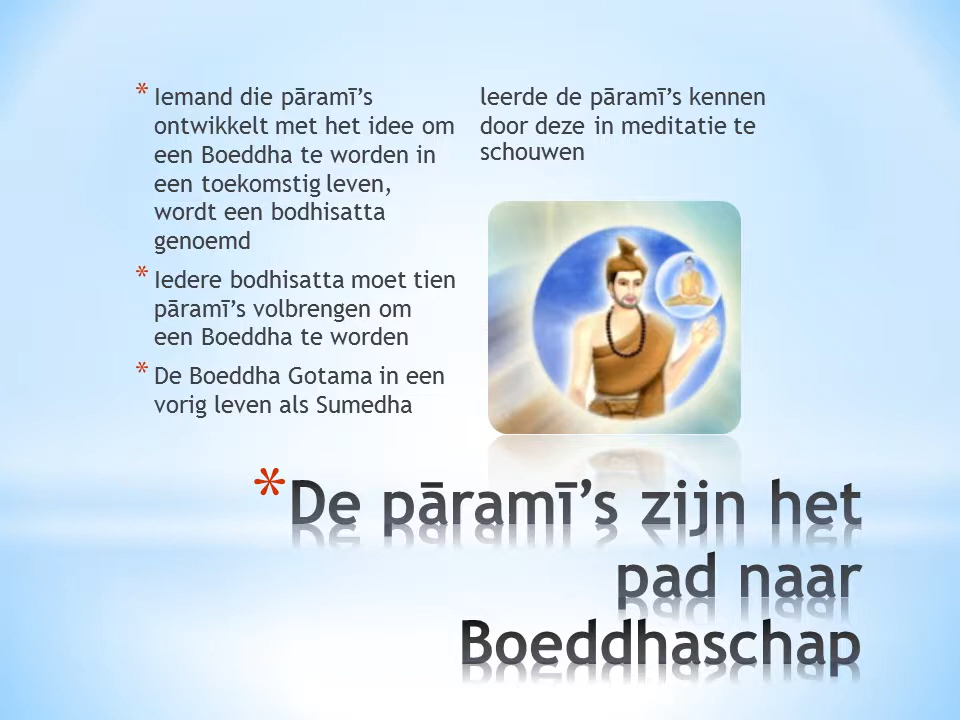 * Iemand die pāramī’s
ontwikkelt met het idee om
een Boeddha te worden in
een toekomstig leven,
wordt een bodhisatta
genoemd
* Iedere bodhisatta moet tien
pāramī’s volbrengen om
een Boeddha te worden
* De Boeddha Gotama in een
vorig leven als Sumedha
leerde de pāramī’s kennen
door deze in meditatie te
schouwen
* De pāramī’s zijn het
pad naar
Boeddhaschap